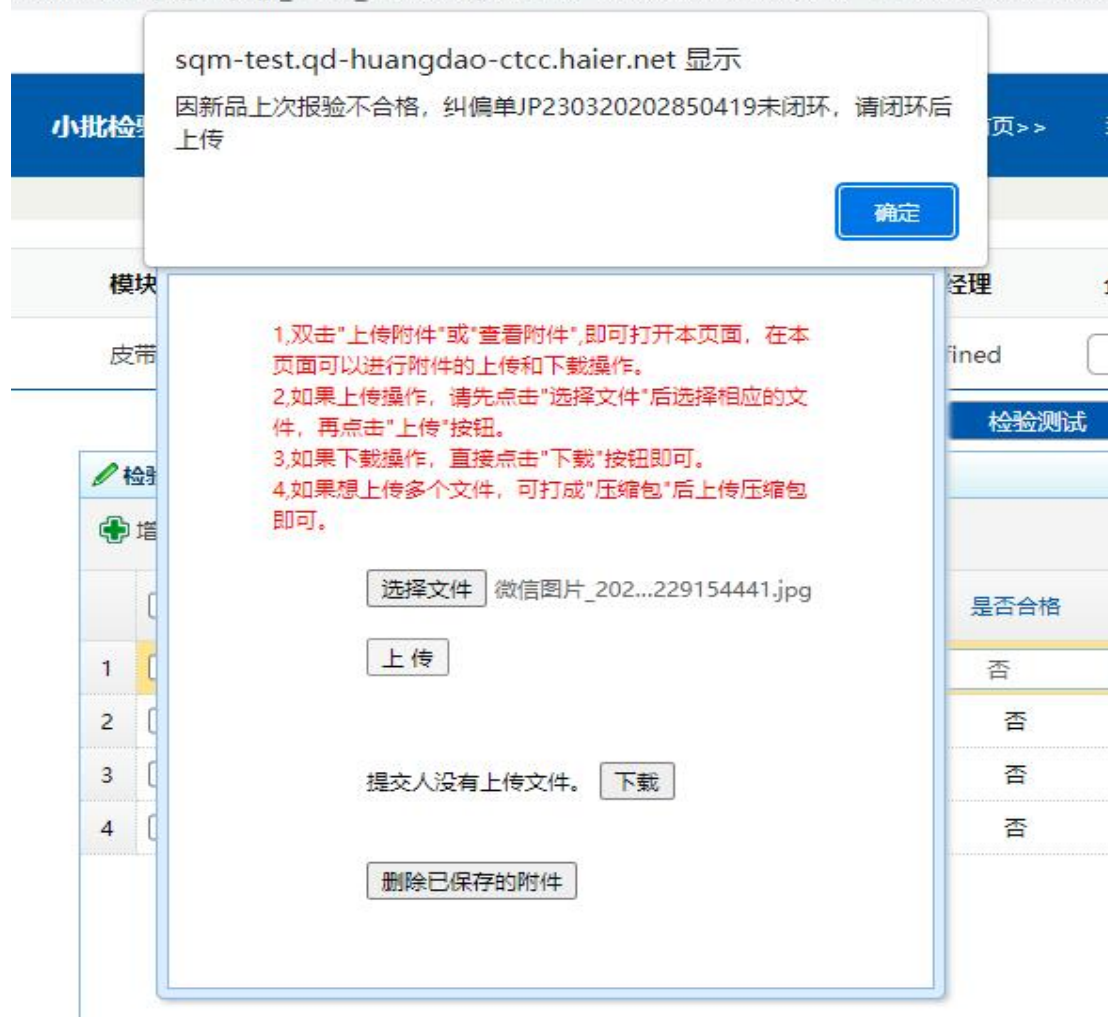 sqm-test.qd-huangdao-ctcc.haier.net 显示
因新品上次报验不合格，纠偏单JP230320202850419未闭环，请闭环后
上传
确定
小批检验
页>>
模块
经理
皮带
fined
检验测试
1,双击"上传附件"或"查看附件",即可打开本页面，在本
页面可以进行附件的上传和下载操作。
2,如果上传操作，请先点击"选择文件"后选择相应的文
件，再点击"上传"按钮。
3,如果下载操作，直接点击"下载"按钮即可。
4,如果想上传多个文件，可打成"压缩包"后上传压缩包
即可。
检验
增
选择文件 微信图片_202...229154441.jpg
是否合格
上 传
1 否
2 否
3 否
提交人没有上传文件。 下载
4 否
删除已保存的附件